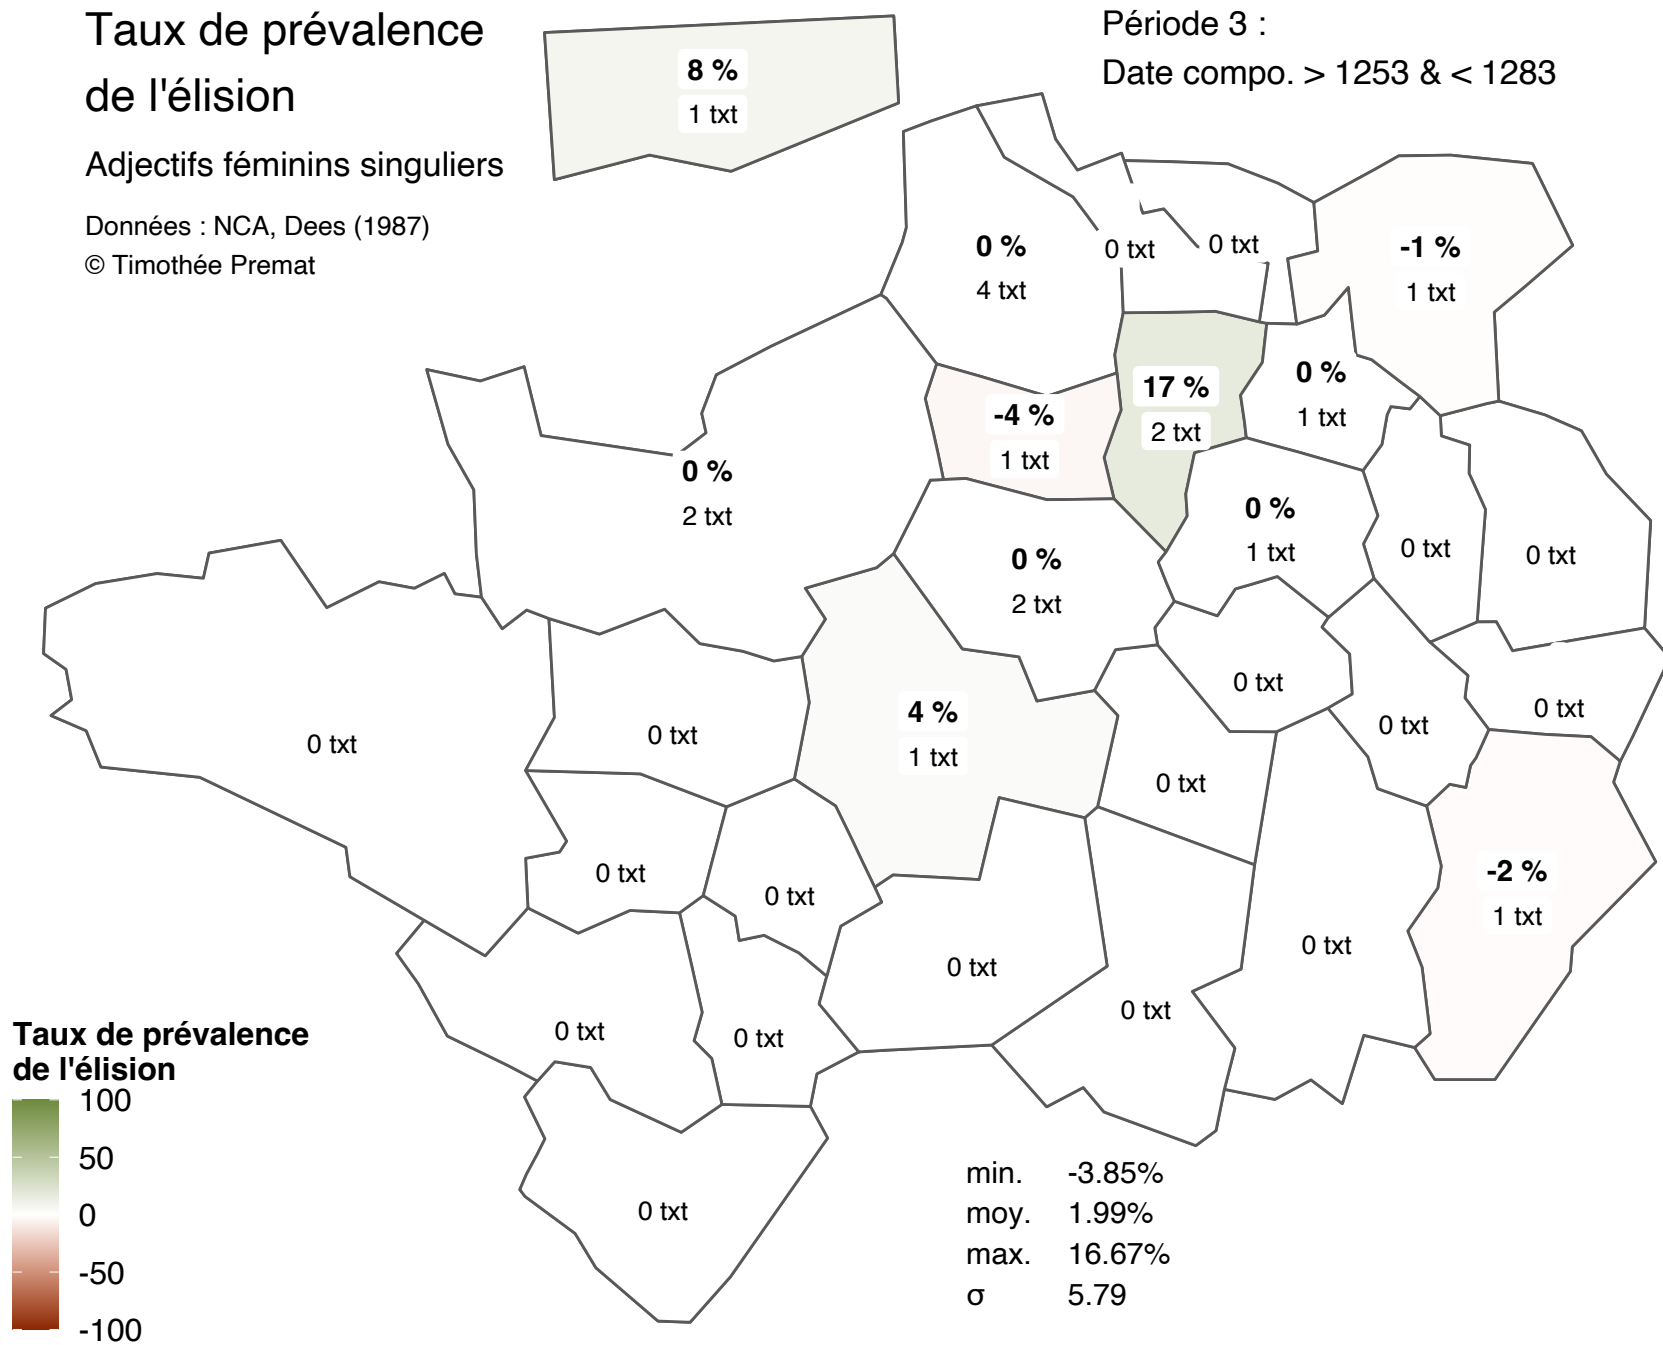 Taux de prévalence
de l'élision
Adjectifs féminins singuliers
Données : NCA, Dees (1987)
© Timothée Premat
Période 3 :
Date compo. > 1253 & < 1283
8 %
1 txt
0 %
4 txt
0 txt
0 txt
-1 %
1 txt
-4 %
1 txt
17 %
2 txt
0 %
1 txt
0 %
2 txt
0 %
2 txt
0 %
1 txt
0 txt
0 txt
0 txt
0 txt
4 %
1 txt
0 txt
0 txt
0 txt
0 txt
0 txt
0 txt
0 txt
-2 %
1 txt
0 txt
0 txt
0 txt
0 txt
0 txt
0 txt
Taux de prévalence
de l'élision
100
50
0
-50
-100
min. -3.85%
moy. 1.99%
max. 16.67%
σ 5.79